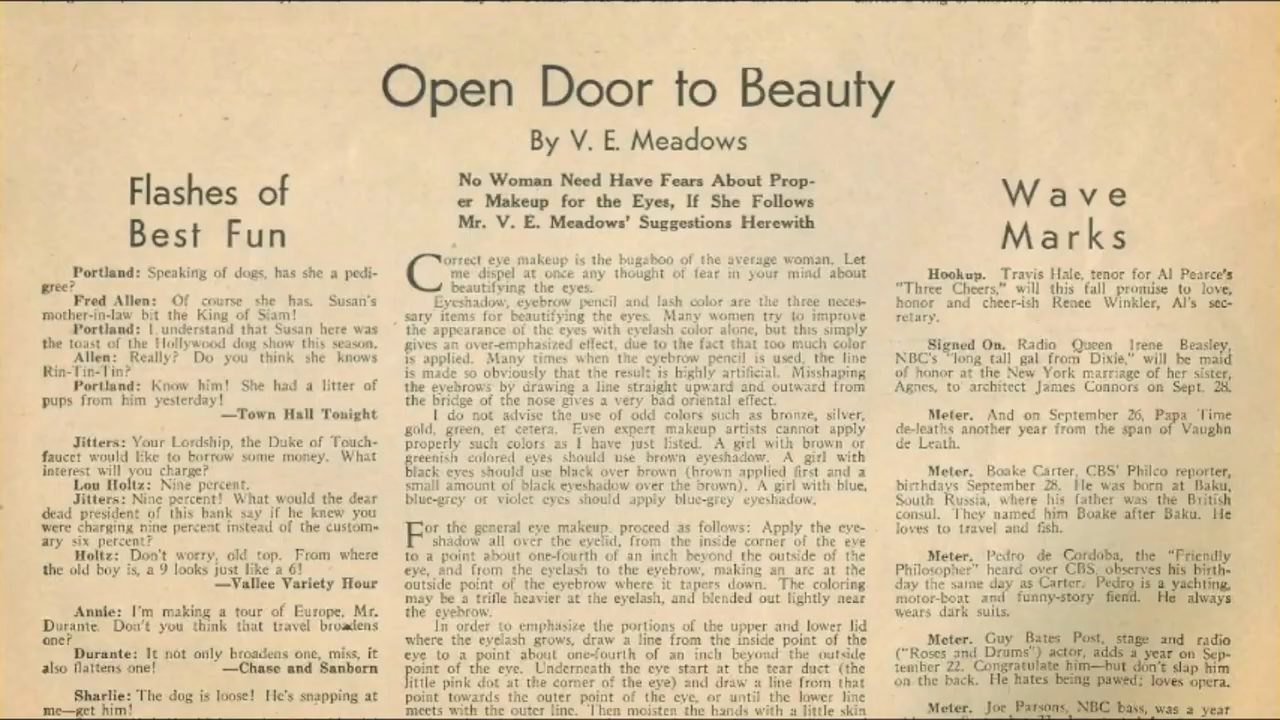 Open Door to Beauty
By V. E. Meadows
No Woman Need Have Fears About Prop-
er Makeup for the Eyes, If She Follows
Mr. V. E. Meadows' Suggestions Herewith
Flashes of
Best Fun
Portland: Speaking of dogs, has she a pedi-
gree?
Fred Allen: Of course she has. Susan's
mother-in-law bit the King of Siam!
Portland: I understand that Susan here was
the toast of the Hollywood dog show this season.
Allen: Really? Do you think she knows
Rin-Tin-Tin?
Portland: Know him! She had a litter of
pups from him yesterday!
—Town Hall Tonight
Jitters: Your Lordship, the Duke of Touch-
faucet would like to borrow some money. What
interest will you charge?
Lou Holtz: Nine percent.
Jitters: Nine percent! What would the dear
dead president of this bank say if he knew you
were charging nine percent instead of the custom-
ary six percent?
Holtz: Don't worry, old top. From where
the old boy is, a 9 looks just like a 6!
—Vallee Variety Hour
Annie: I'm making a tour of Europe, Mr.
Durante. Don't you think that travel broadens
one?
Durante: It not only broadens one, miss, it
also flattens one! —Chase and Sanborn
Sharlie: The dog is loose! He's snapping at
me—get him!
Correct eye makeup is the bugaboo of the average woman. Let
me dispel at once any thought of fear in your mind about
beautifying the eyes.
Eyeshadow, eyebrow pencil and lash color are the three neces-
sary items for beautifying the eyes. Many women try to improve
the appearance of the eyes with eyelash color alone, but this simply
gives an over-emphasized effect, due to the fact that too much color
is applied. Many times when the eyebrow pencil is used, the line
is made so obviously that the result is highly artificial. Misshaping
the eyebrows by drawing a line straight upward and outward from
the bridge of the nose gives a very bad oriental effect.
I do not advise the use of odd colors such as bronze, silver,
gold, green, et cetera. Even expert makeup artists cannot apply
properly such colors as I have just listed. A girl with brown or
greenish colored eyes should use brown eyeshadow. A girl with
black eyes should use black over brown (brown applied first and a
small amount of black eyeshadow over the brown). A girl with blue,
blue-grey or violet eyes should apply blue-grey eyeshadow.
For the general eye makeup, proceed as follows: Apply the eye-
shadow all over the eyelid, from the inside corner of the eye
to a point about one-fourth of an inch beyond the outside of the
eye, and from the eyelash to the eyebrow, making an arc at the
outside point of the eyebrow where it tapers down. The coloring
may be a trifle heavier at the eyelash, and blended out lightly near
the eyebrow.
In order to emphasize the portions of the upper and lower lid
where the eyelash grows, draw a line from the inside point of the
eye to a point about one-fourth of an inch beyond the outside
point of the eye. Underneath the eye start at the tear duct (the
little pink dot at the corner of the eye) and draw a line from that
point towards the outer point of the eye, or until the lower line
meets with the outer line. Then moisten the hands with a little skin
Wave
Marks
Hookup. Travis Hale, tenor for Al Pearce's
"Three Cheers," will this fall promise to love,
honor and cheer-ish Renee Winkler, Al's sec-
retary.
Signed On. Radio Queen Irene Beasley,
NBC's "long tall gal from Dixie," will be maid
of honor at the New York marriage of her sister,
Agnes, to architect James Connors on Sept. 28.
Meter. And on September 26, Papa Time
de-leaths another year from the span of Vaughn
de Leath.
Meter. Boake Carter, CBS' Philco reporter,
birthdays September 28. He was born at Baku,
South Russia, where his father was the British
consul. They named him Boake after Baku. He
loves to travel and fish.
Meter. Pedro de Cordoba, the "Friendly
Philosopher" heard over CBS, observes his birth-
day the same day as Carter. Pedro is a yachting,
motor-boat and funny-story fiend. He always
wears dark suits.
Meter. Guy Bates Post, stage and radio
("Roses and Drums") actor, adds a year on Sep-
tember 22. Congratulate him—but don't slap him
on the back. He hates being pawed; loves opera.
Meter. Joe Parsons, NBC bass, was a year